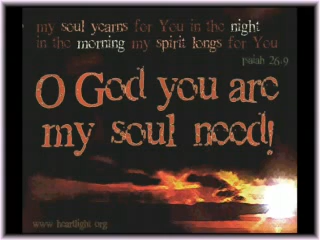 my soul yearns for You in the night
in the morning my spirit longs for You
Isaiah 26:9
O God you are
my soul need!
www heartlight org